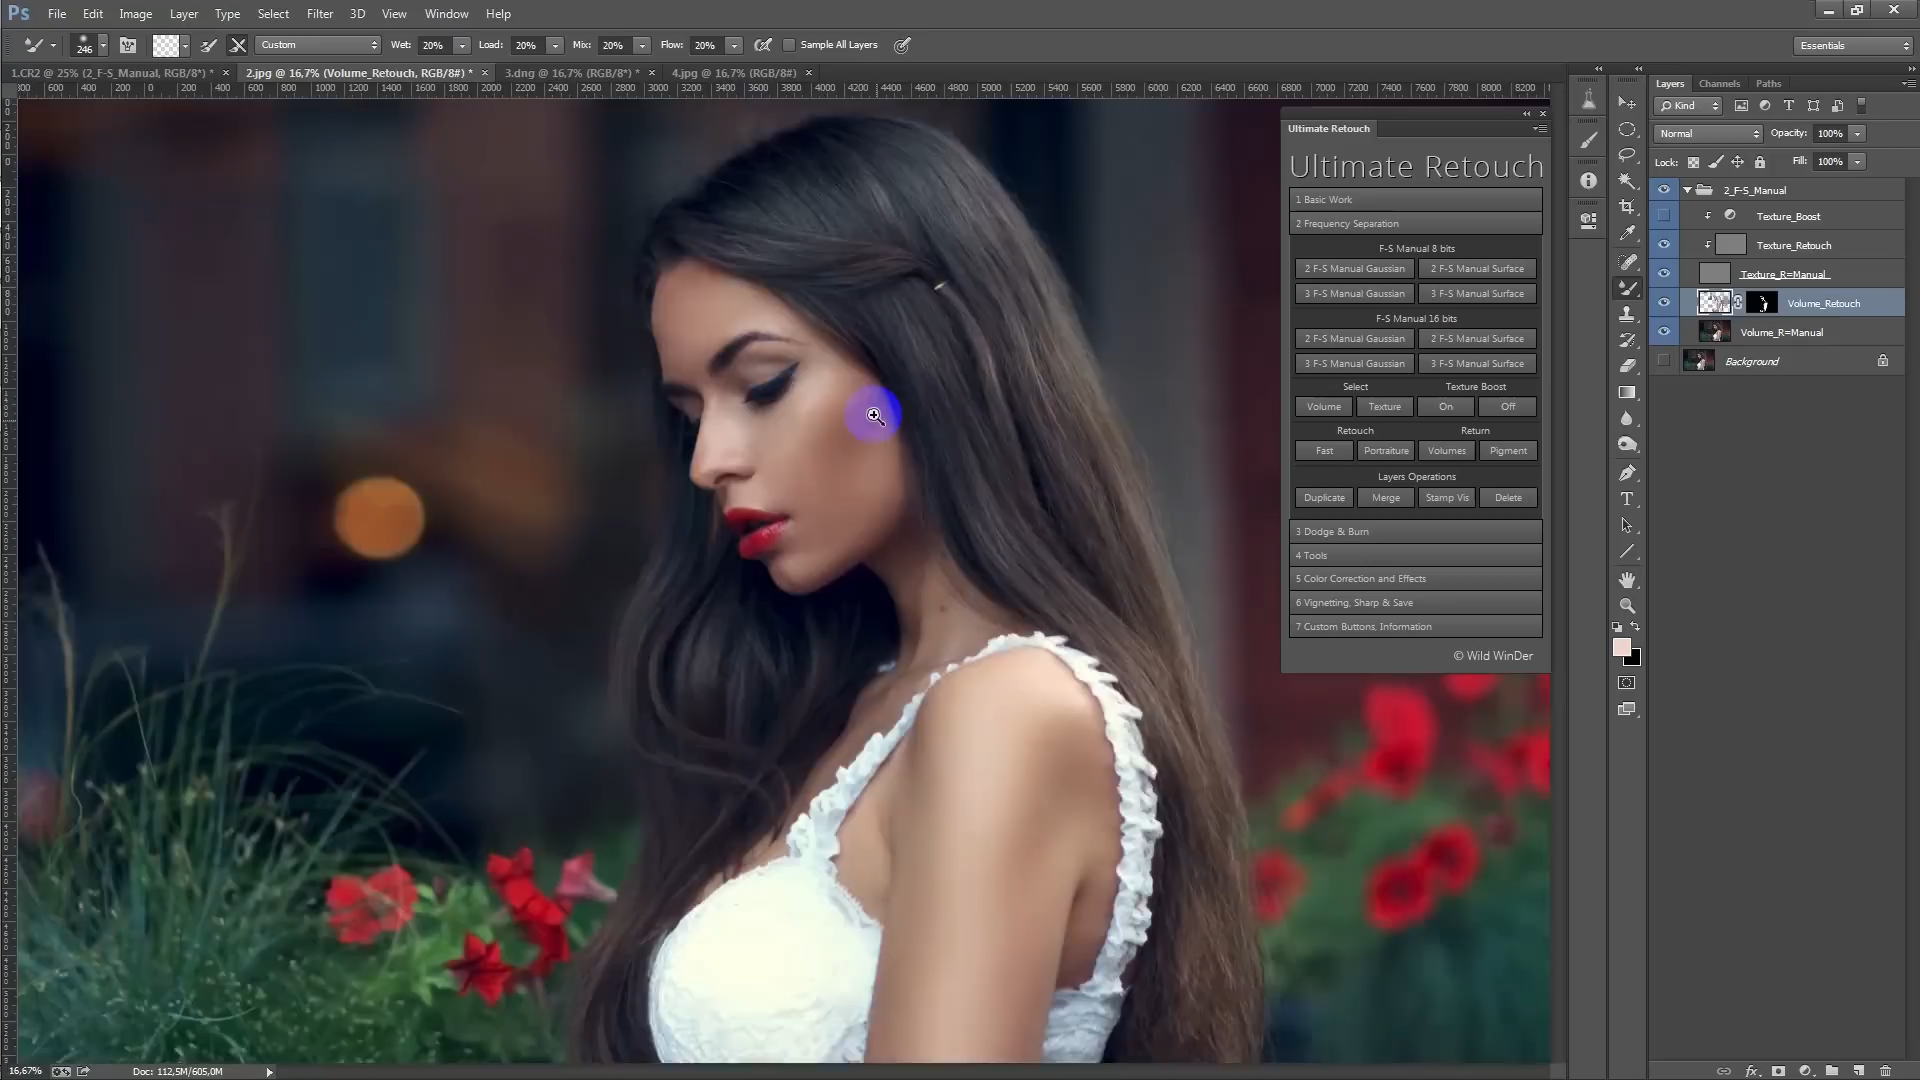 Ps File Edit Image Layer Type Select Filter 3D View Window Help
246 Custom Wet: 20% Load: 20% Mix: 20% Flow: 20% Sample All Layers Essentials
1.CR2 @ 25% (2_F-S_Manual, RGB/8*) * 2.jpg @ 16,7% (Volume_Retouch, RGB/8#) * 3.dng @ 16,7% (RGB/8*) * 4.jpg @ 16,7% (RGB/8#)
800 600 400 200 0 200 400 600 800 1000 1200 1400 1600 1800 2000 2200 2400 2600 2800 3000 3200 3400 3600 3800 4000 4200 4400 4600 4800 5000 5200 5400 5600 5800 6000 6200 6400 6600 6800 7000 7200 7400 7600 7800 8000 8200
Ultimate Retouch
Ultimate Retouch
1 Basic Work
2 Frequency Separation
F-S Manual 8 bits
2 F-S Manual Gaussian 2 F-S Manual Surface
3 F-S Manual Gaussian 3 F-S Manual Surface
F-S Manual 16 bits
2 F-S Manual Gaussian 2 F-S Manual Surface
3 F-S Manual Gaussian 3 F-S Manual Surface
Select Texture Boost
Volume Texture On Off
Retouch Return
Fast Portraiture Volumes Pigment
Layers Operations
Duplicate Merge Stamp Vis Delete
3 Dodge & Burn
4 Tools
5 Color Correction and Effects
6 Vignetting, Sharp & Save
7 Custom Buttons, Information
© Wild WinDer
Layers Channels Paths
Kind
Normal Opacity: 100%
Lock: Fill: 100%
2_F-S_Manual
Texture_Boost
Texture_Retouch
Texture_R=Manual
Volume_Retouch
Volume_R=Manual
Background
16,67% Doc: 112,5M/605,0M